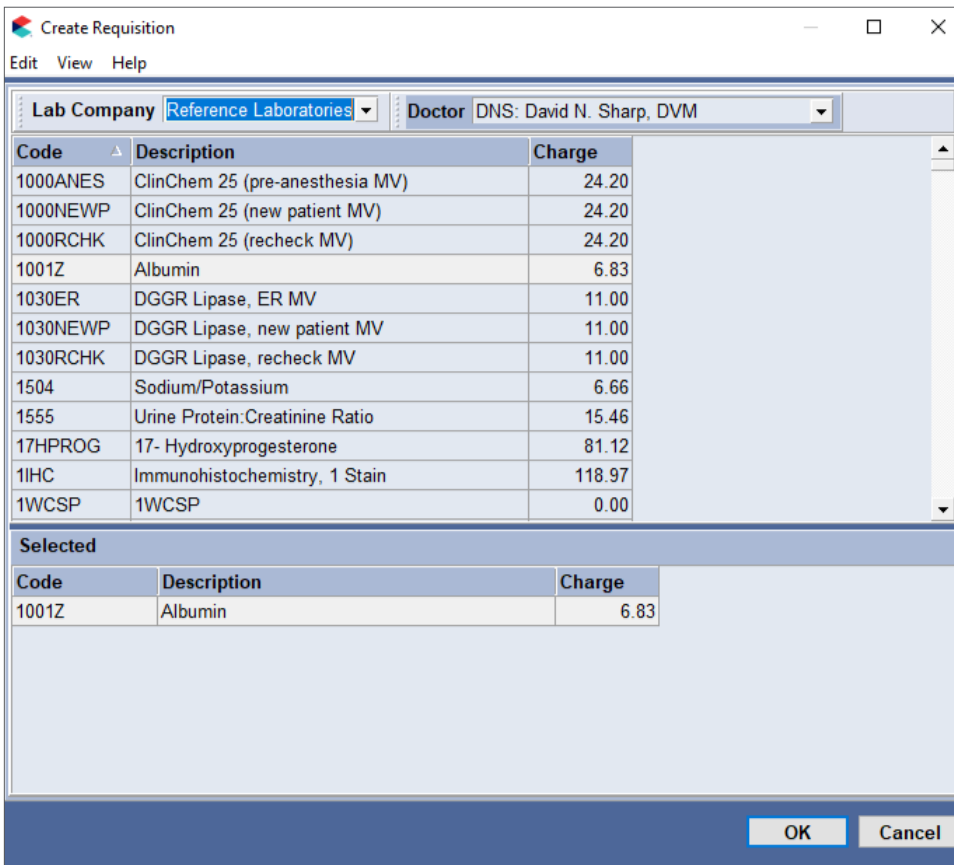 Create Requisition
Edit View Help
Lab Company Reference Laboratories Doctor DNS: David N. Sharp, DVM
Code Description Charge
1000ANES ClinChem 25 (pre-anesthesia MV) 24.20
1000NEWP ClinChem 25 (new patient MV) 24.20
1000RCHK ClinChem 25 (recheck MV) 24.20
1001Z Albumin 6.83
1030ER DGGR Lipase, ER MV 11.00
1030NEWP DGGR Lipase, new patient MV 11.00
1030RCHK DGGR Lipase, recheck MV 11.00
1504 Sodium/Potassium 6.66
1555 Urine Protein:Creatinine Ratio 15.46
17HPROG 17- Hydroxyprogesterone 81.12
1IHC Immunohistochemistry, 1 Stain 118.97
1WCSP 1WCSP 0.00
Selected
Code Description Charge
1001Z Albumin 6.83
OK Cancel